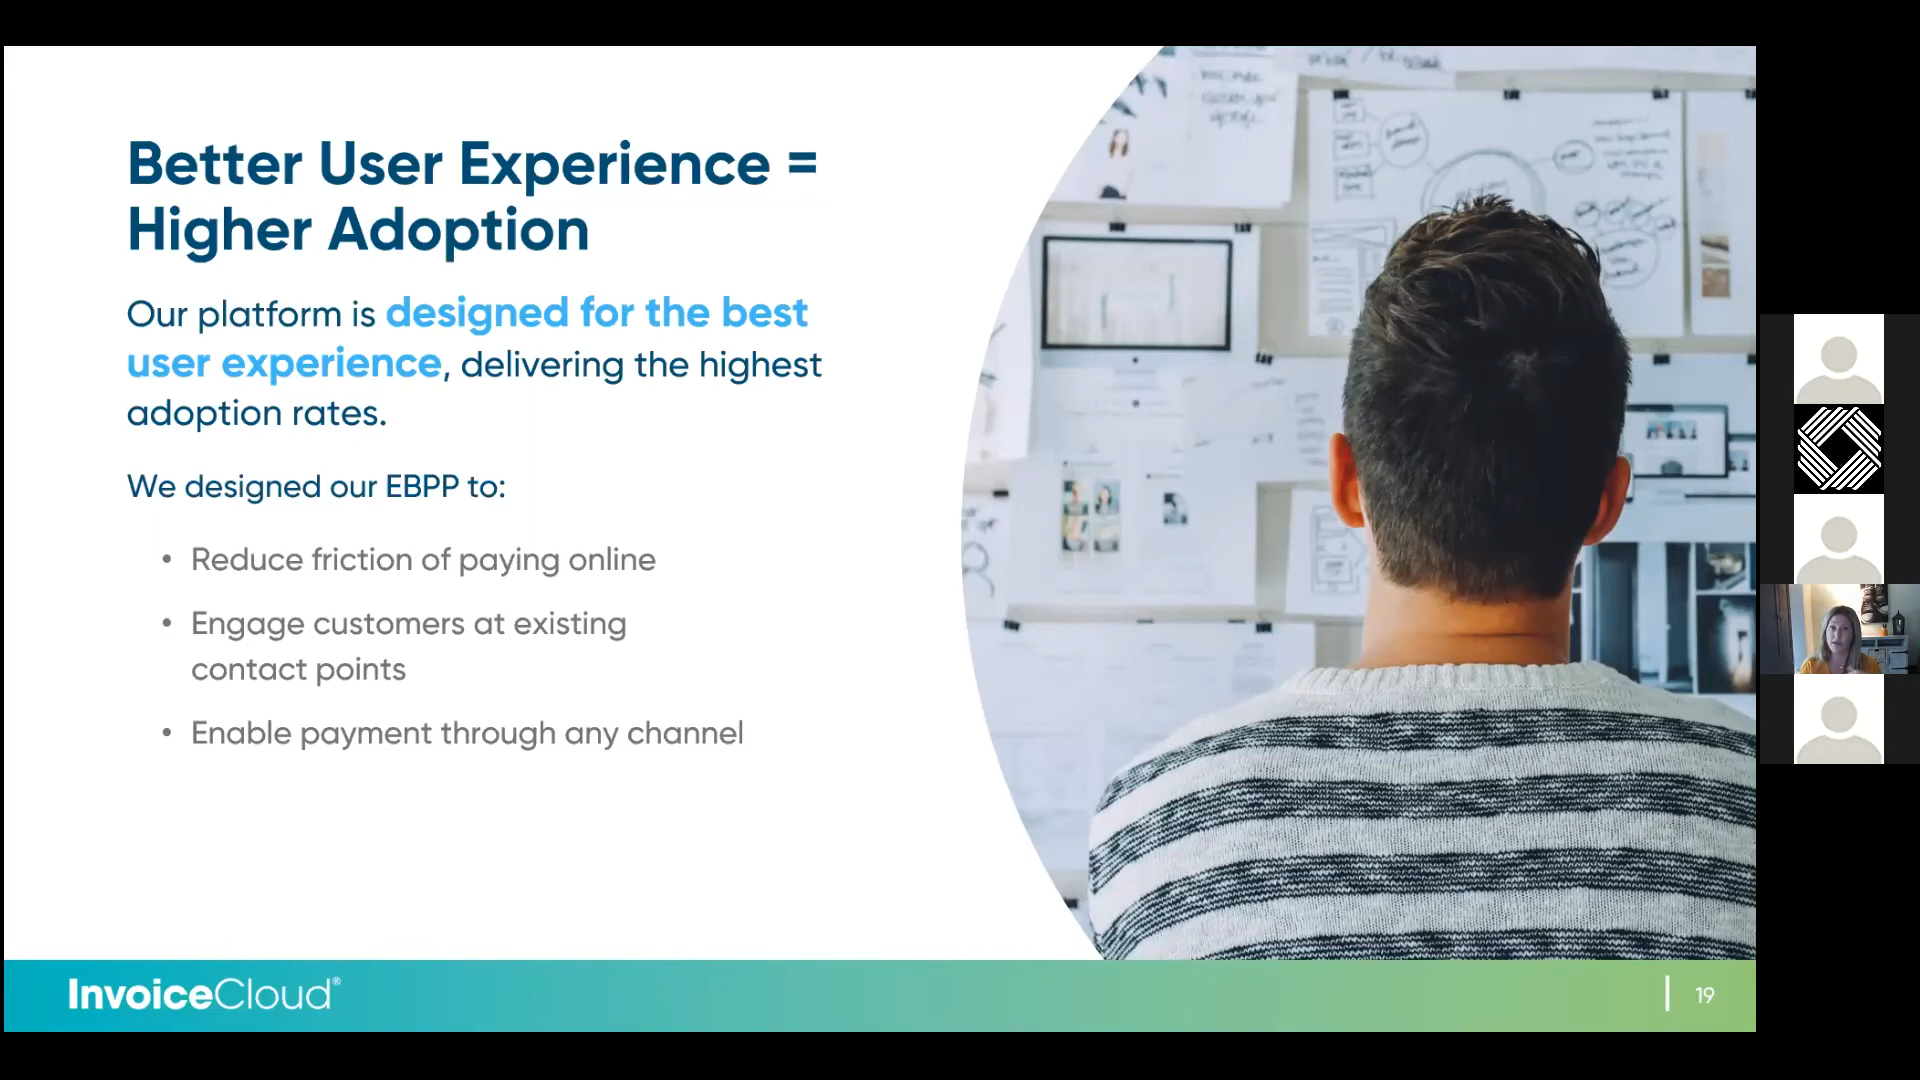 Better User Experience =
Higher Adoption
Our platform is designed for the best
user experience, delivering the highest
adoption rates.
We designed our EBPP to:
• Reduce friction of paying online
• Engage customers at existing
contact points
• Enable payment through any channel
InvoiceCloud®
19